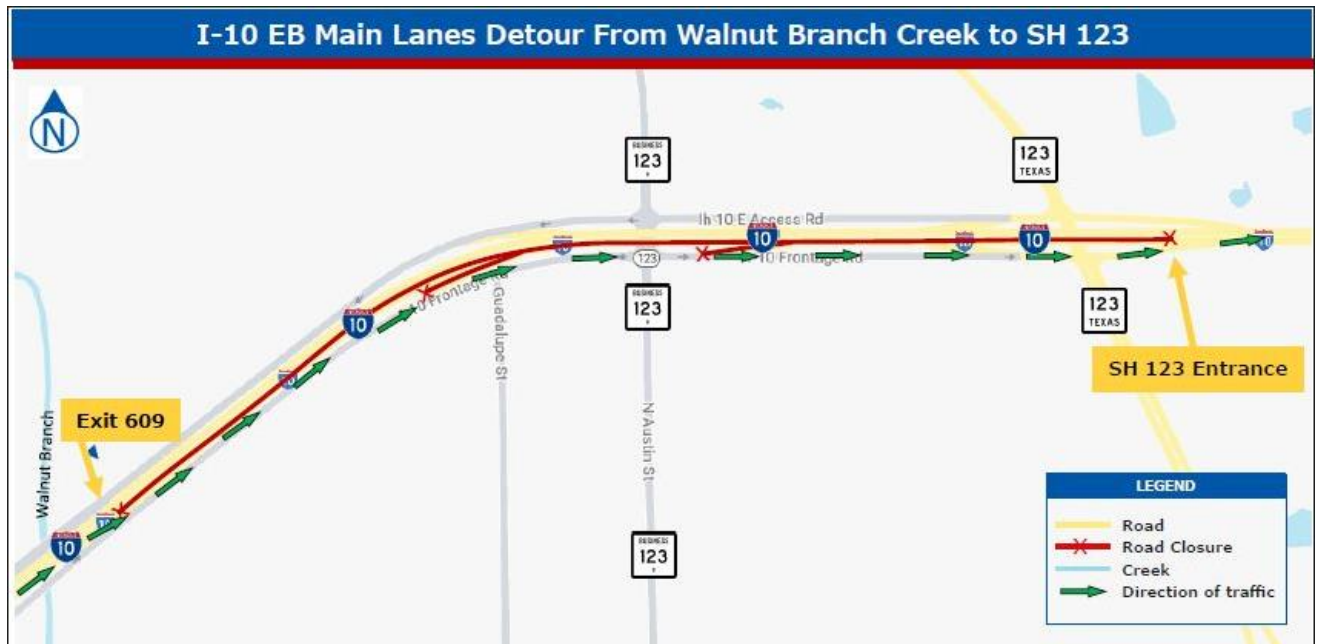 I-10 EB Main Lanes Detour From Walnut Branch Creek to SH 123
N
BUSINESS
123
123
TEXAS
Ih 10 E Access Rd
10
10
123
10 Frontage Rd
10 Frontage Rd
BUSINESS
123
123
TEXAS
10
Guadalupe St
SH 123 Entrance
Exit 609
N Austin St
Walnut Branch
10
BUSINESS
123
LEGEND
Road
Road Closure
Creek
Direction of traffic